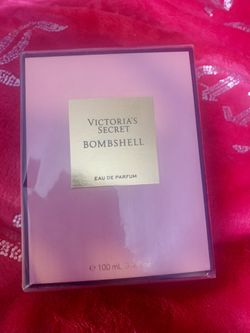 VICTORIA'S
SECRET
BOMBSHELL
EAU DE PARFUM
℮ 100 mL